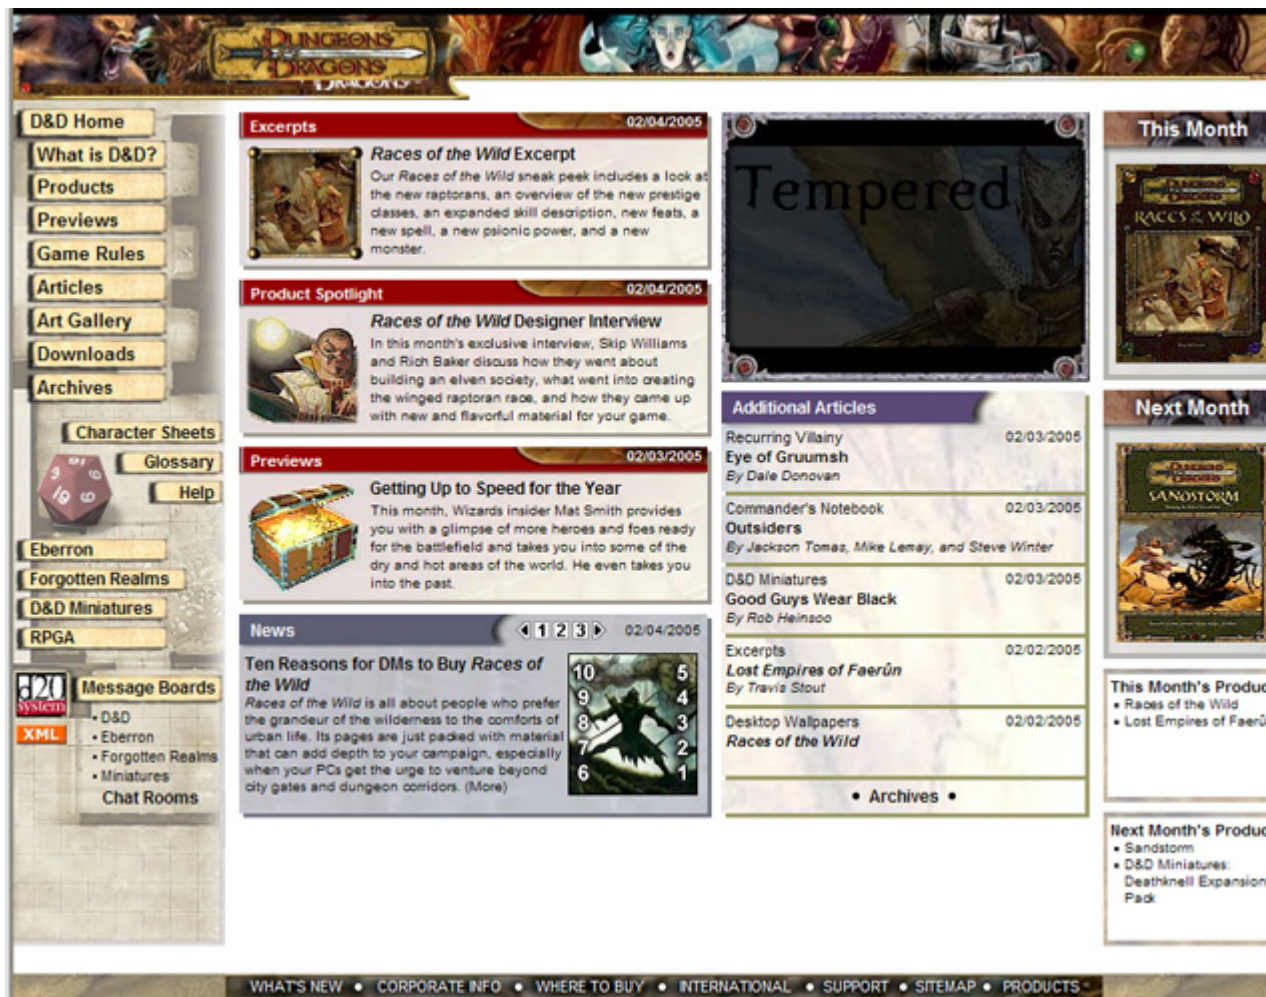 DUNGEONS
DRAGONS
DRAGONS
D&D Home
What is D&D?
Products
Previews
Game Rules
Articles
Art Gallery
Downloads
Archives
Character Sheets
Glossary
Help
Eberron
Forgotten Realms
D&D Miniatures
RPGA
d20
system
XML
Message Boards
• D&D
• Eberron
• Forgotten Realms
• Miniatures
Chat Rooms
Excerpts 02/04/2005
Races of the Wild Excerpt
Our Races of the Wild sneak peek includes a look at
the new raptorans, an overview of the new prestige
classes, an expanded skill description, new feats, a
new spell, a new psionic power, and a new
monster.
Product Spotlight 02/04/2005
Races of the Wild Designer Interview
In this month's exclusive interview, Skip Williams
and Rich Baker discuss how they went about
building an elven society, what went into creating
the winged raptoran race, and how they came up
with new and flavorful material for your game.
Previews 02/03/2005
Getting Up to Speed for the Year
This month, Wizards insider Mat Smith provides
you with a glimpse of more heroes and foes ready
for the battlefield and takes you into some of the
dry and hot areas of the world. He even takes you
into the past.
News 1 2 3 02/04/2005
Ten Reasons for DMs to Buy Races of
the Wild
Races of the Wild is all about people who prefer
the grandeur of the wilderness to the comforts of
urban life. Its pages are just packed with material
that can add depth to your campaign, especially
when your PCs get the urge to venture beyond
city gates and dungeon corridors. (More)
10 5
9 4
8 3
7 2
6 1
Tempered
Additional Articles
Recurring Villainy 02/03/2005
Eye of Gruumsh
By Dale Donovan
Commander's Notebook 02/03/2005
Outsiders
By Jackson Tomas, Mike Lemay, and Steve Winter
D&D Miniatures 02/03/2005
Good Guys Wear Black
By Rob Heinsoo
Excerpts 02/02/2005
Lost Empires of Faerûn
By Travis Stout
Desktop Wallpapers 02/02/2005
Races of the Wild
• Archives •
This Month
DUNGEONS
DRAGONS
RACES OF THE WILD
Next Month
DUNGEONS
DRAGONS
SANDSTORM
This Month's Produc
• Races of the Wild
• Lost Empires of Faerû
Next Month's Produc
• Sandstorm
• D&D Miniatures:
Deathknell Expansion
Pack
WHAT'S NEW • CORPORATE INFO • WHERE TO BUY • INTERNATIONAL • SUPPORT • SITEMAP • PRODUCTS